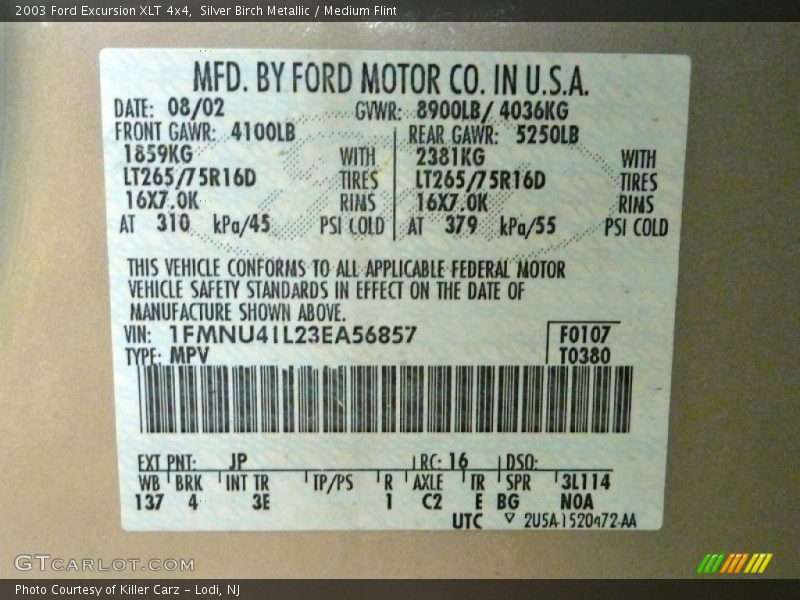 2003 Ford Excursion XLT 4x4, Silver Birch Metallic / Medium Flint
MFD. BY FORD MOTOR CO. IN U.S.A.
DATE: 08/02 GVWR: 8900LB/ 4036KG
FRONT GAWR: 4100LB REAR GAWR: 5250LB
1859KG WITH 2381KG WITH
LT265/75R16D TIRES LT265/75R16D TIRES
16X7.0K RIMS 16X7.0K RIMS
AT 310 kPa/45 PSI COLD AT 379 kPa/55 PSI COLD
THIS VEHICLE CONFORMS TO ALL APPLICABLE FEDERAL MOTOR
VEHICLE SAFETY STANDARDS IN EFFECT ON THE DATE OF
MANUFACTURE SHOWN ABOVE.
VIN: 1FMNU41L23EA56857 F0107
TYPE: MPV T0380
EXT PNT: JP RC: 16 DSO:
WB BRK INT TR TP/PS R AXLE TR SPR 3L114
137 4 3E 1 C2 E BG NOA
UTC ▽ 2U5A-1520472-AA
GTCARLOT.COM
Photo Courtesy of Killer Carz – Lodi, NJ